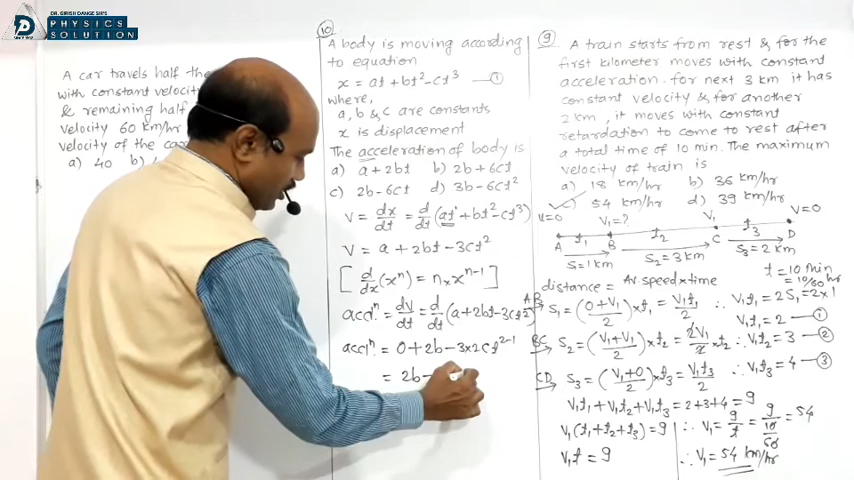 DR. GIRISH DANGE SIR'S
PHYSICS
SOLUTION
A car travels half the
with constant velocity
& remaining half
velocity 60 km/hr
velocity of the car
a) 40 b)
⑩
A body is moving according
to equation
x = at + bt² - ct³ —①
where,
a, b & c are constants
x is displacement
The acceleration of body is
a) a + 2bt b) 2b + 6ct
c) 2b - 6ct d) 3b - 6ct²
V = dx/dt = d/dt (at + bt² - ct³)
V = a + 2bt - 3ct²
[ d/dx (xⁿ) = n x xⁿ⁻¹ ]
accⁿ. = dV/dt = d/dt (a + 2bt - 3ct²)
accⁿ. = 0 + 2b - 3×2ct²⁻¹
= 2b -
⑨
A train starts from rest & for the
first kilometer moves with constant
acceleration. for next 3 km it has
constant velocity & for another
2 km, it moves with constant
retardation to come to rest after
a total time of 10 min. The maximum
velocity of train is
a) 18 km/hr b) 36 km/hr
c) 54 km/hr d) 39 km/hr
u=0 V₁=? V₁ V=0
A t₁ B t₂ C t₃ D
S=1km S₂=3km S₃=2km
t = 10 min
= 10/60 hr
distance = Av. speed × time
AB S₁ = (0+V₁/2) × t₁ = V₁t₁/2 ∴ V₁t₁ = 2S₁ = 2×1
V₁t₁ = 2 —①
BC S₂ = (V₁+V₁/2) × t₂ = 2V₁/2 × t₂ ∴ V₁t₂ = 3 —②
CD S₃ = (V₁+0/2) × t₃ = V₁t₃/2 ∴ V₁t₃ = 4 —③
V₁t₁ + V₁t₂ + V₁t₃ = 2+3+4 = 9
V₁(t₁+t₂+t₃) = 9 ∴ V₁ = 9/t = 9/(10/60) = 54
V₁t = 9 ∴ V₁ = 54 km/hr